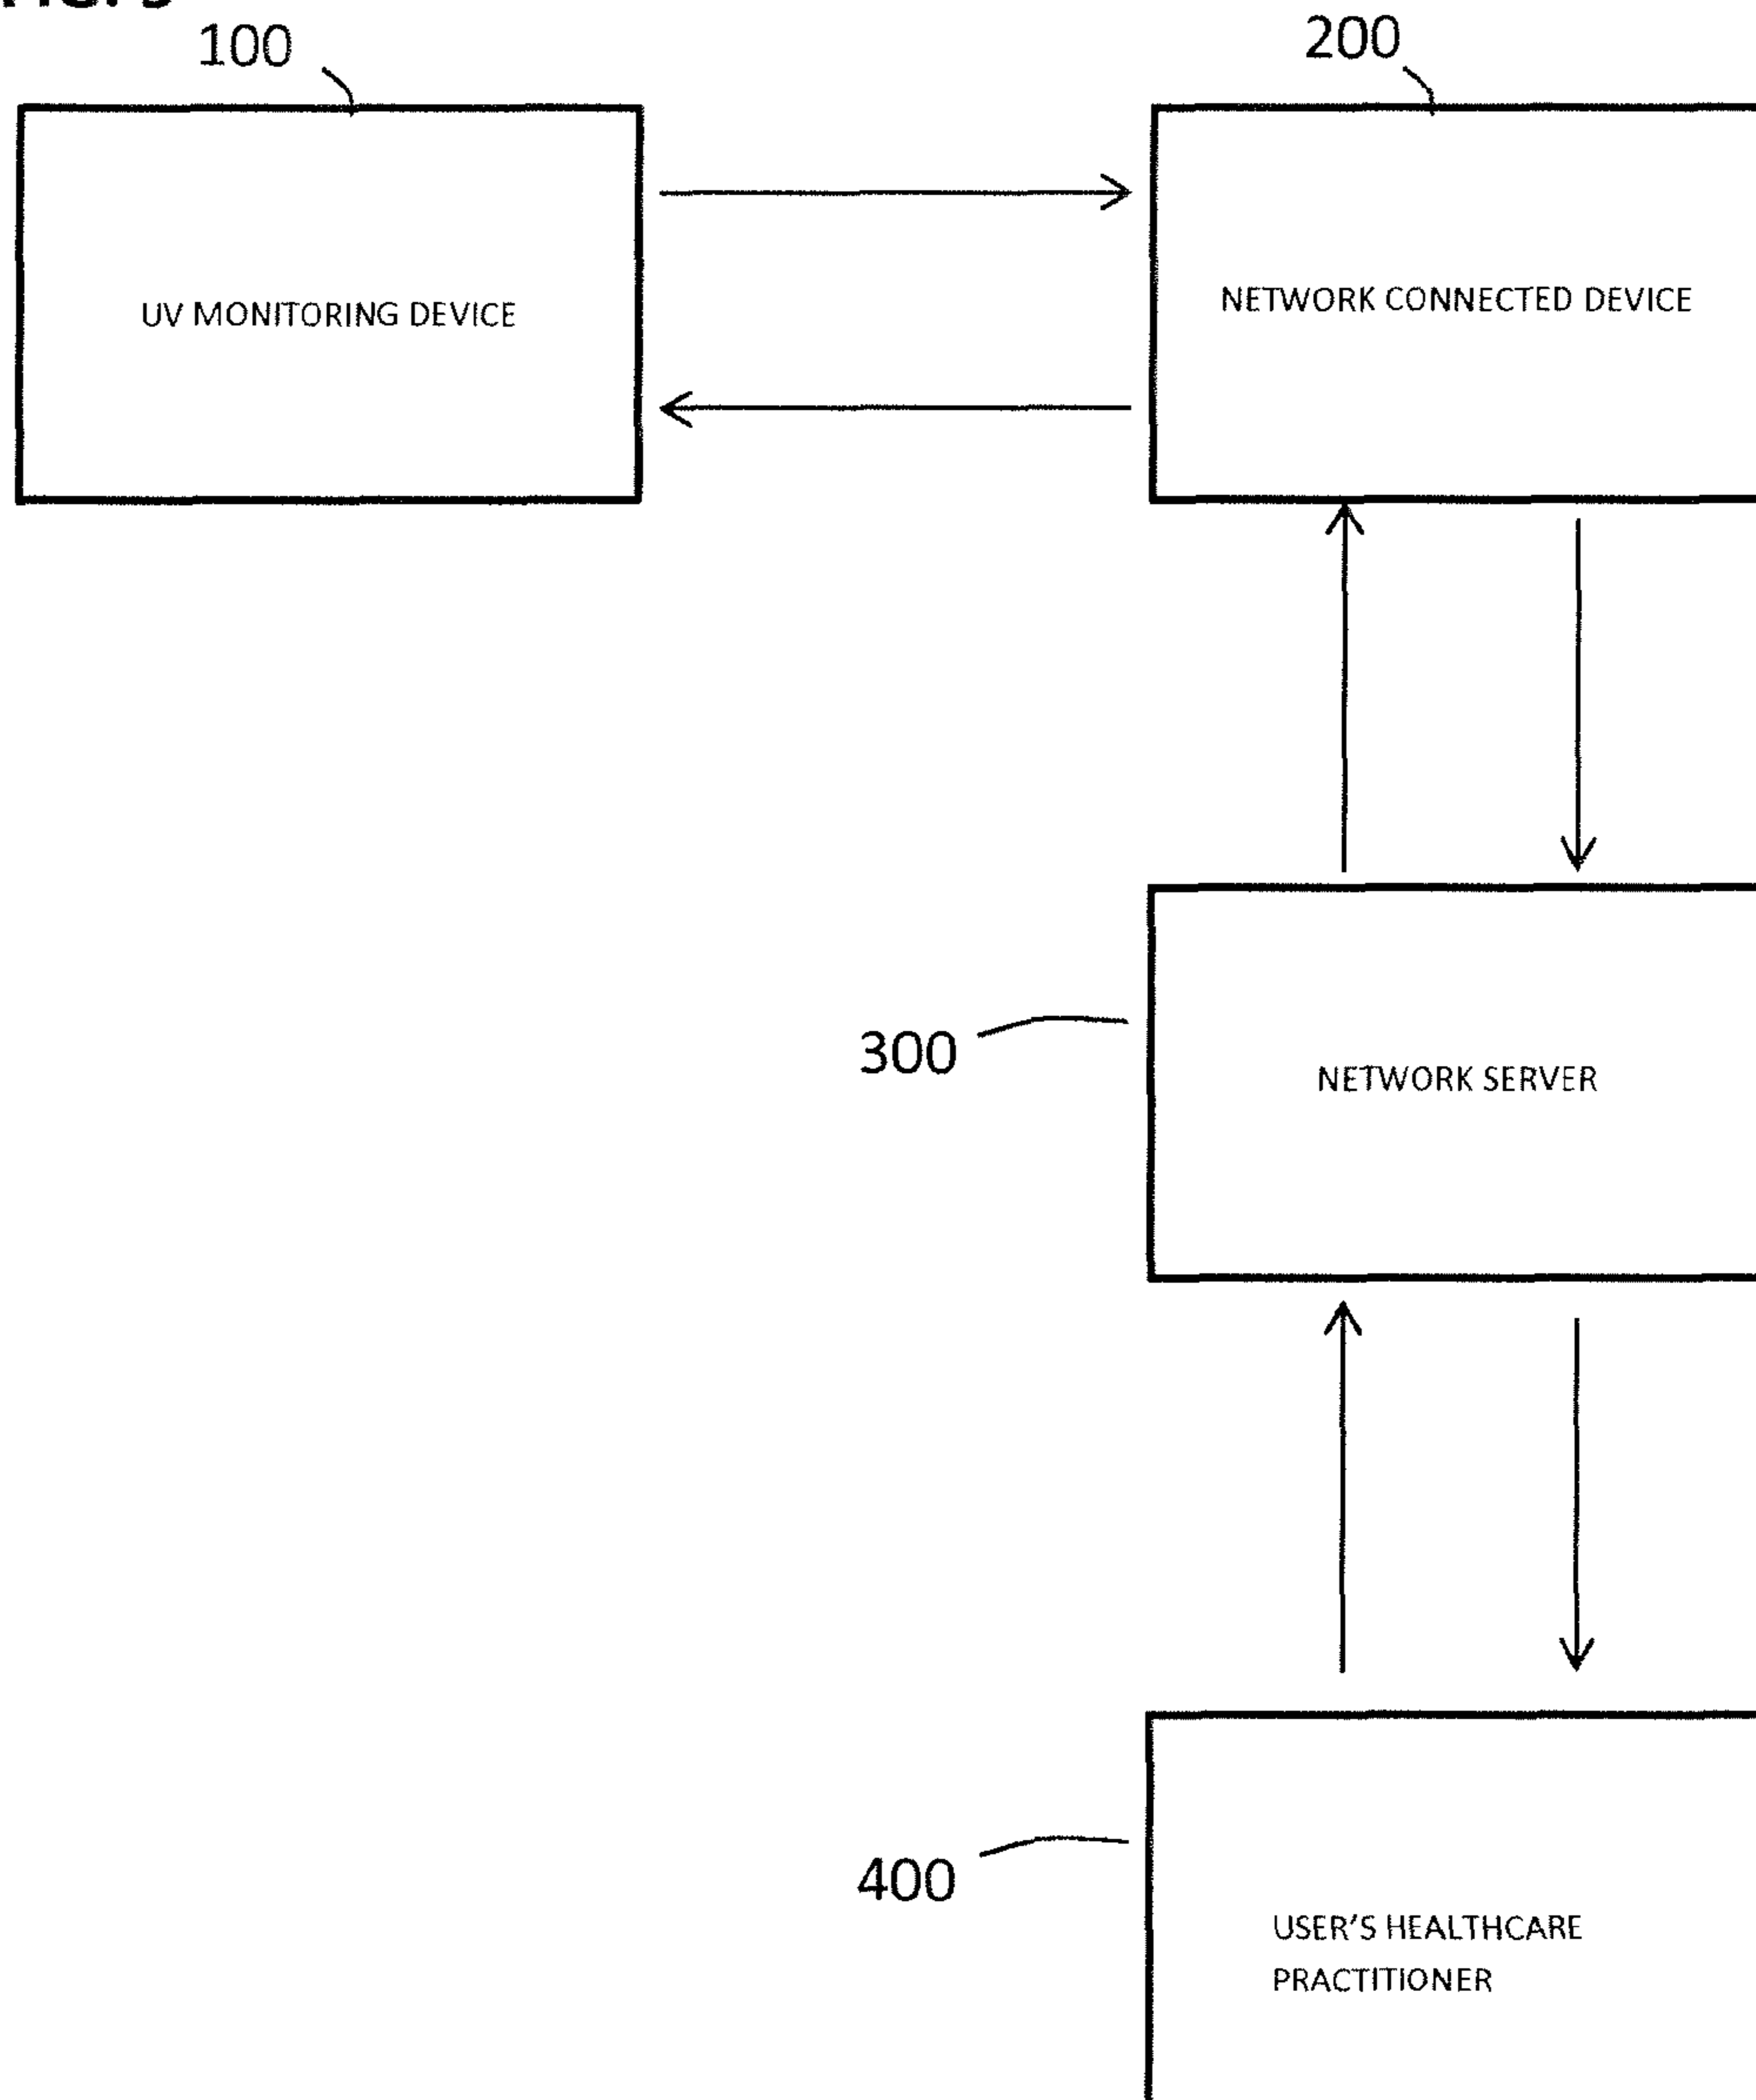 100
200
UV MONITORING DEVICE
NETWORK CONNECTED DEVICE
300
NETWORK SERVER
400
USER'S HEALTHCARE
PRACTITIONER